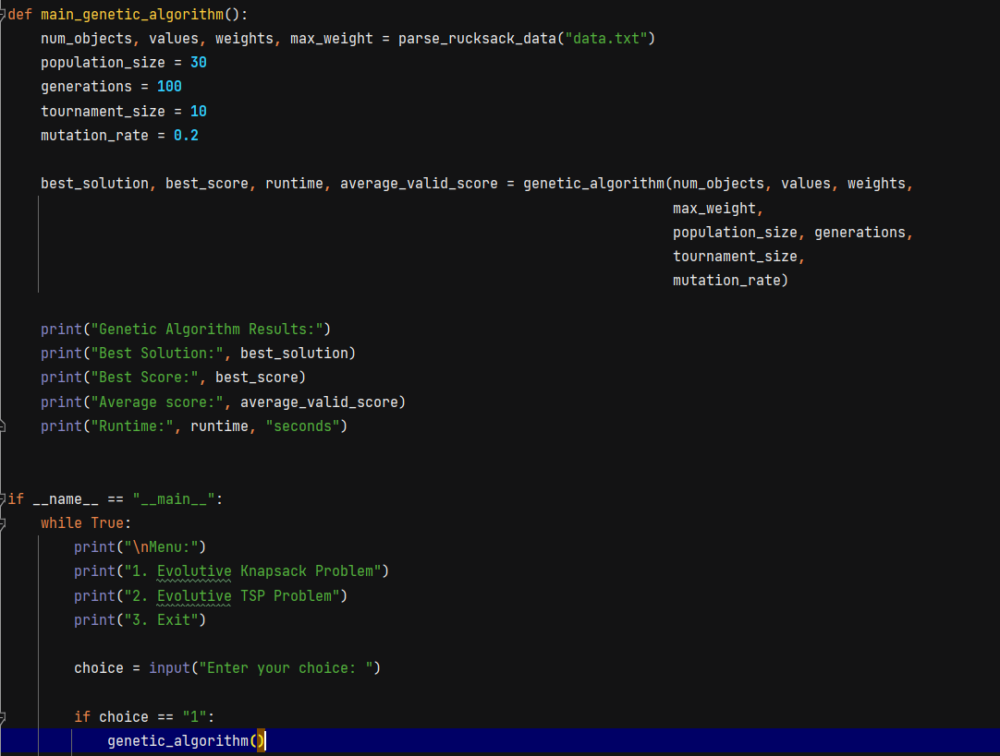 def main_genetic_algorithm():
    num_objects, values, weights, max_weight = parse_rucksack_data("data.txt")
    population_size = 30
    generations = 100
    tournament_size = 10
    mutation_rate = 0.2
    best_solution, best_score, runtime, average_valid_score = genetic_algorithm(num_objects, values, weights,
                                                                                max_weight,
                                                                                population_size, generations,
                                                                                tournament_size,
                                                                                mutation_rate)
    print("Genetic Algorithm Results:")
    print("Best Solution:", best_solution)
    print("Best Score:", best_score)
    print("Average score:", average_valid_score)
    print("Runtime:", runtime, "seconds")
if __name__ == "__main__":
    while True:
        print("\nMenu:")
        print("1. Evolutive Knapsack Problem")
        print("2. Evolutive TSP Problem")
        print("3. Exit")
        choice = input("Enter your choice: ")
        if choice == "1":
            genetic_algorithm()